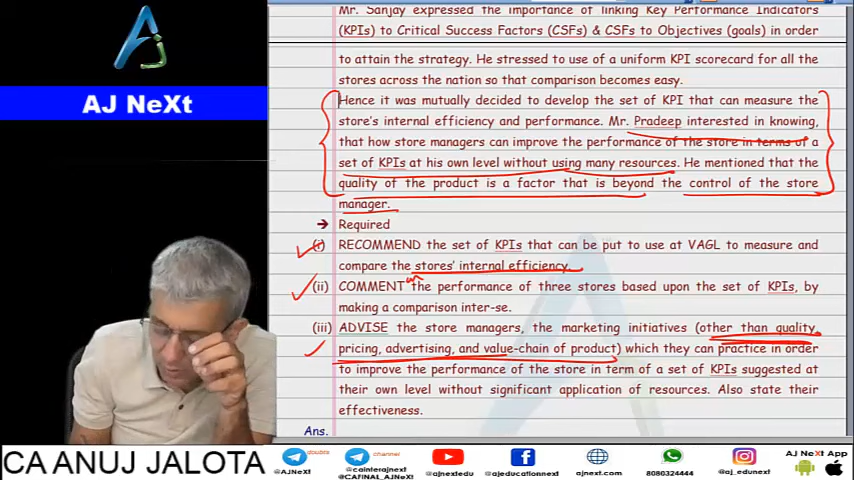 Mr. Sanjay expressed the importance of linking Key Performance Indicators
(KPIs) to Critical Success Factors (CSFs) & CSFs to Objectives (goals) in order
to attain the strategy. He stressed to use of a uniform KPI scorecard for all the
stores across the nation so that comparison becomes easy.
Hence it was mutually decided to develop the set of KPI that can measure the
store's internal efficiency and performance. Mr. Pradeep interested in knowing,
that how store managers can improve the performance of the store in terms of a
set of KPIs at his own level without using many resources. He mentioned that the
quality of the product is a factor that is beyond the control of the store
manager.
→ Required
(i) RECOMMEND the set of KPIs that can be put to use at VAGL to measure and
compare the stores' internal efficiency.
(ii) COMMENT on the performance of three stores based upon the set of KPIs, by
making a comparison inter-se.
(iii) ADVISE the store managers, the marketing initiatives (other than quality,
pricing, advertising, and value-chain of product) which they can practice in order
to improve the performance of the store in term of a set of KPIs suggested at
their own level without significant application of resources. Also state their
effectiveness.
Ans.
AJ
AJ NeXt
CA ANUJ JALOTA
doubts
@AJNeXt
channel
@cainterajnext
@CAFINAL_AJNeXt
@ajnextedu
@ajeducationnext
ajnext.com
8080324444
@aj_edunext
AJ NeXt App